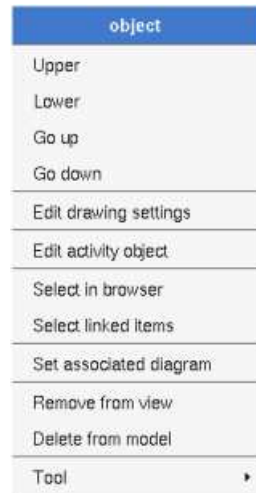 object
Upper
Lower
Go up
Go down
Edit drawing settings
Edit activity object
Select in browser
Select linked items
Set associated diagram
Remove from view
Delete from model
Tool